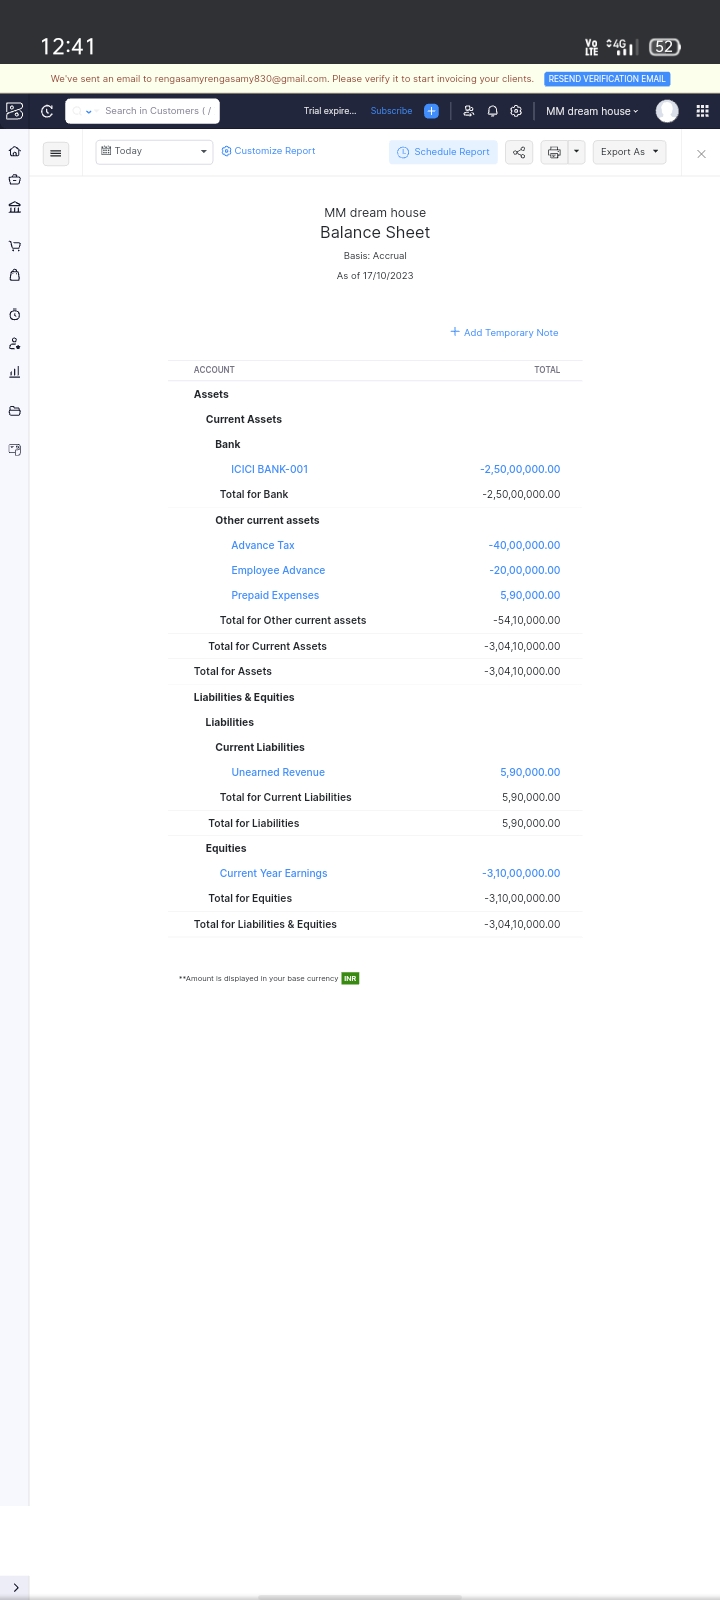 12:41
Vo LTE 4G 52
We've sent an email to rengasamyrengasamy830@gmail.com. Please verify it to start invoicing your clients. RESEND VERIFICATION EMAIL
Search in Customers ( / Trial expire... Subscribe MM dream house
Today Customize Report Schedule Report Export As
MM dream house
Balance Sheet
Basis: Accrual
As of 17/10/2023
+ Add Temporary Note
ACCOUNT TOTAL
Assets
Current Assets
Bank
ICICI BANK-001 -2,50,00,000.00
Total for Bank -2,50,00,000.00
Other current assets
Advance Tax -40,00,000.00
Employee Advance -20,00,000.00
Prepaid Expenses 5,90,000.00
Total for Other current assets -54,10,000.00
Total for Current Assets -3,04,10,000.00
Total for Assets -3,04,10,000.00
Liabilities & Equities
Liabilities
Current Liabilities
Unearned Revenue 5,90,000.00
Total for Current Liabilities 5,90,000.00
Total for Liabilities 5,90,000.00
Equities
Current Year Earnings -3,10,00,000.00
Total for Equities -3,10,00,000.00
Total for Liabilities & Equities -3,04,10,000.00
**Amount is displayed in your base currency INR